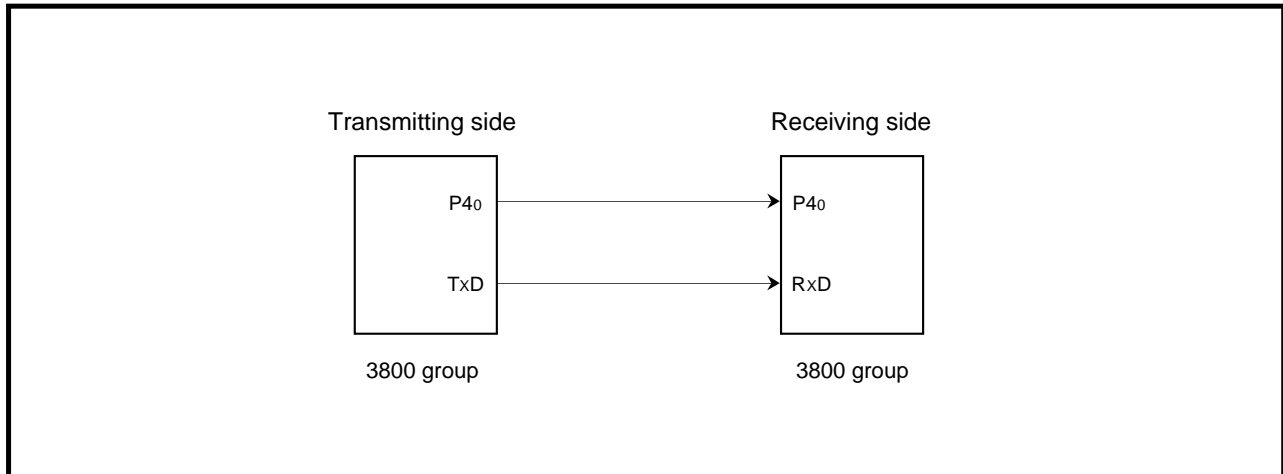 Transmitting side Receiving side
P40 P40
TxD RxD
3800 group 3800 group